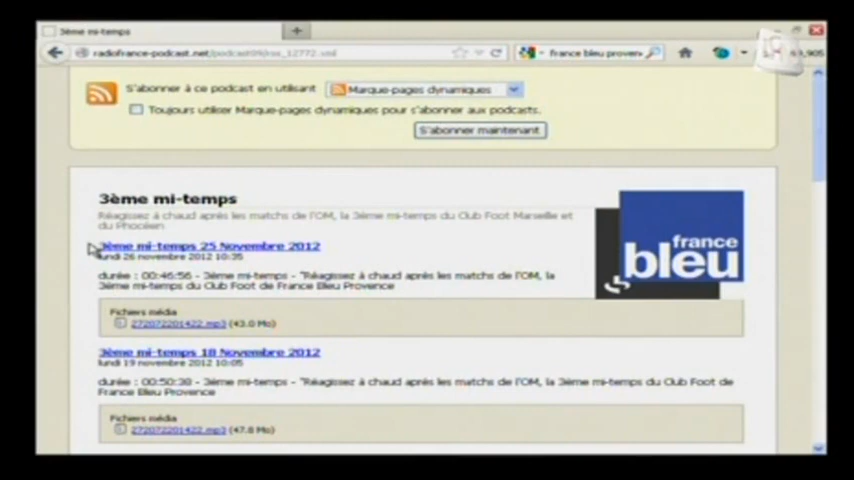 3ème mi-temps
radiofrance-podcast.net/podcast09/rss_12772.xml
france bleu proven
S'abonner à ce podcast en utilisant
Marque-pages dynamiques
Toujours utiliser Marque-pages dynamiques pour s'abonner aux podcasts.
S'abonner maintenant
3ème mi-temps
Réagissez à chaud après les matchs de l'OM, la 3ème mi-temps du Club Foot Marseille et
du Phocéen
france
bleu
3ème mi-temps 25 Novembre 2012
lundi 26 novembre 2012 10:35
durée : 00:46:56 - 3ème mi-temps - "Réagissez à chaud après les matchs de l'OM, la
3ème mi-temps du Club Foot de France Bleu Provence
Fichiers média
272072201422.mp3 (43.0 Mo)
3ème mi-temps 18 Novembre 2012
lundi 19 novembre 2012 10:05
durée : 00:50:38 - 3ème mi-temps - "Réagissez à chaud après les matchs de l'OM, la 3ème mi-temps du Club Foot de
France Bleu Provence
Fichiers média
272072201422.mp3 (47.8 Mo)